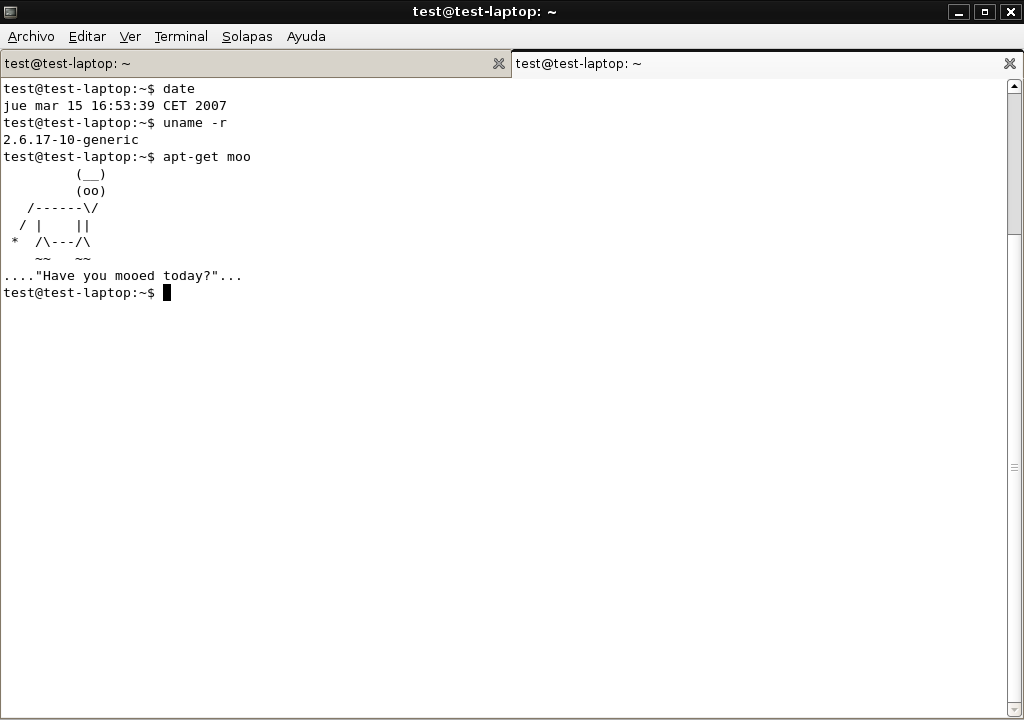 test@test-laptop: ~
Archivo Editar Ver Terminal Solapas Ayuda
test@test-laptop: ~ test@test-laptop: ~
test@test-laptop:~$ date
jue mar 15 16:53:39 CET 2007
test@test-laptop:~$ uname -r
2.6.17-10-generic
test@test-laptop:~$ apt-get moo
         (__)
         (oo)
   /------\/
  / |    ||
 *  /\---/\
    ~~   ~~
...."Have you mooed today?"...
test@test-laptop:~$